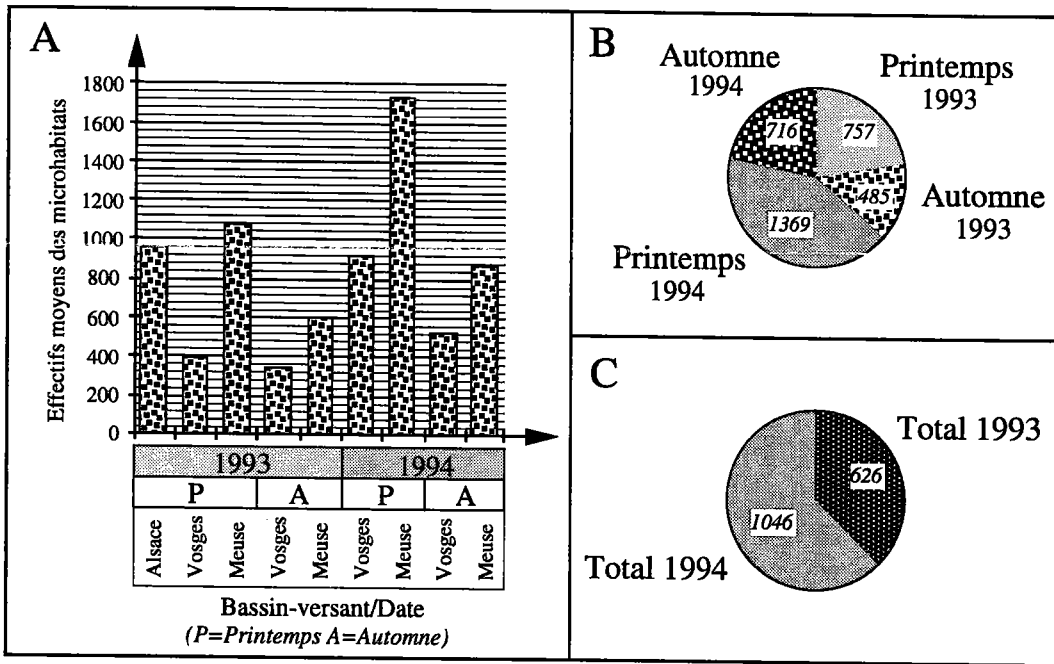 A
Effectifs moyens des microhabitats
1800
1600
1400
1200
1000
800
600
400
200
0
1993 1994
P A P A
Alsace Vosges Meuse Vosges Meuse Vosges Meuse Vosges Meuse
Bassin-versant/Date
(P=Printemps A=Automne)
B
Automne
1994
Printemps
1993
716
757
485
1369
Automne
1993
Printemps
1994
C
Total 1993
626
1046
Total 1994